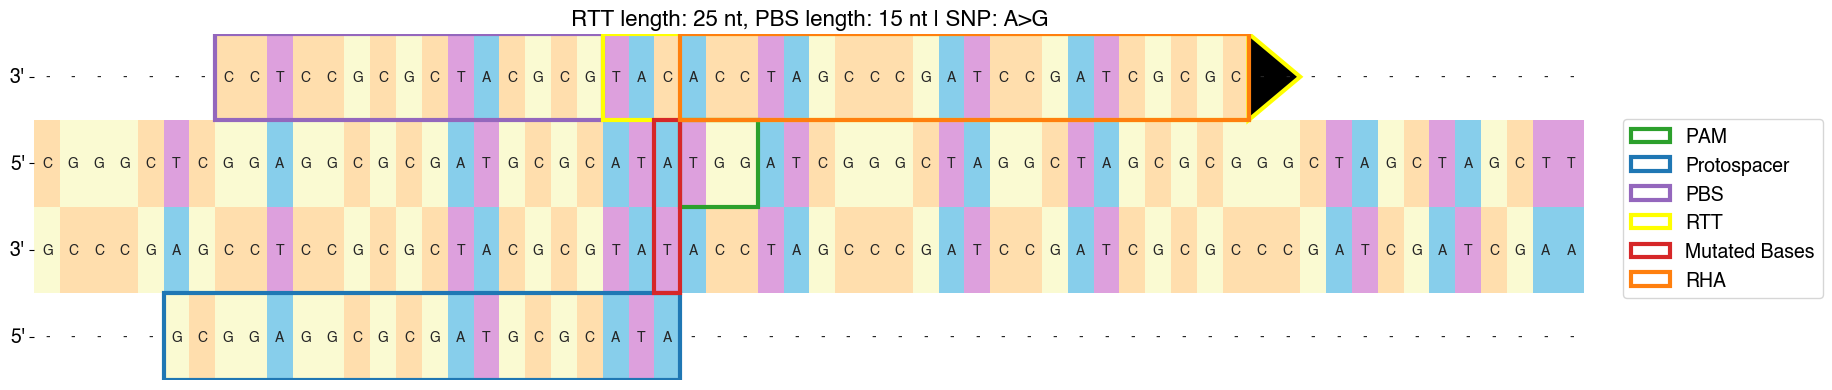 RTT length: 25 nt, PBS length: 15 nt | SNP: A>G
3' - - - - - - - C C T C C G C G C T A C G C G T A C A C C T A G C C C G A T C C G A T C G C G C - - - - - - - - - - - - -
5' C G G G C T C G G A G G C G C G A T G C G C A T A T G G A T C G G G C T A G G C T A G C G C G G G C T A G C T A G C T T
3' G C C C G A G C C T C C G C G C T A C G C G T A T A C C T A G C C C G A T C C G A T C G C G C C C G A T C G A T C G A A
5' - - - - - G C G G A G G C G C G A T G C G C A T A - - - - - - - - - - - - - - - - - - - - - - - - - - - - - - - - - - -
PAM
Protospacer
PBS
RTT
Mutated Bases
RHA